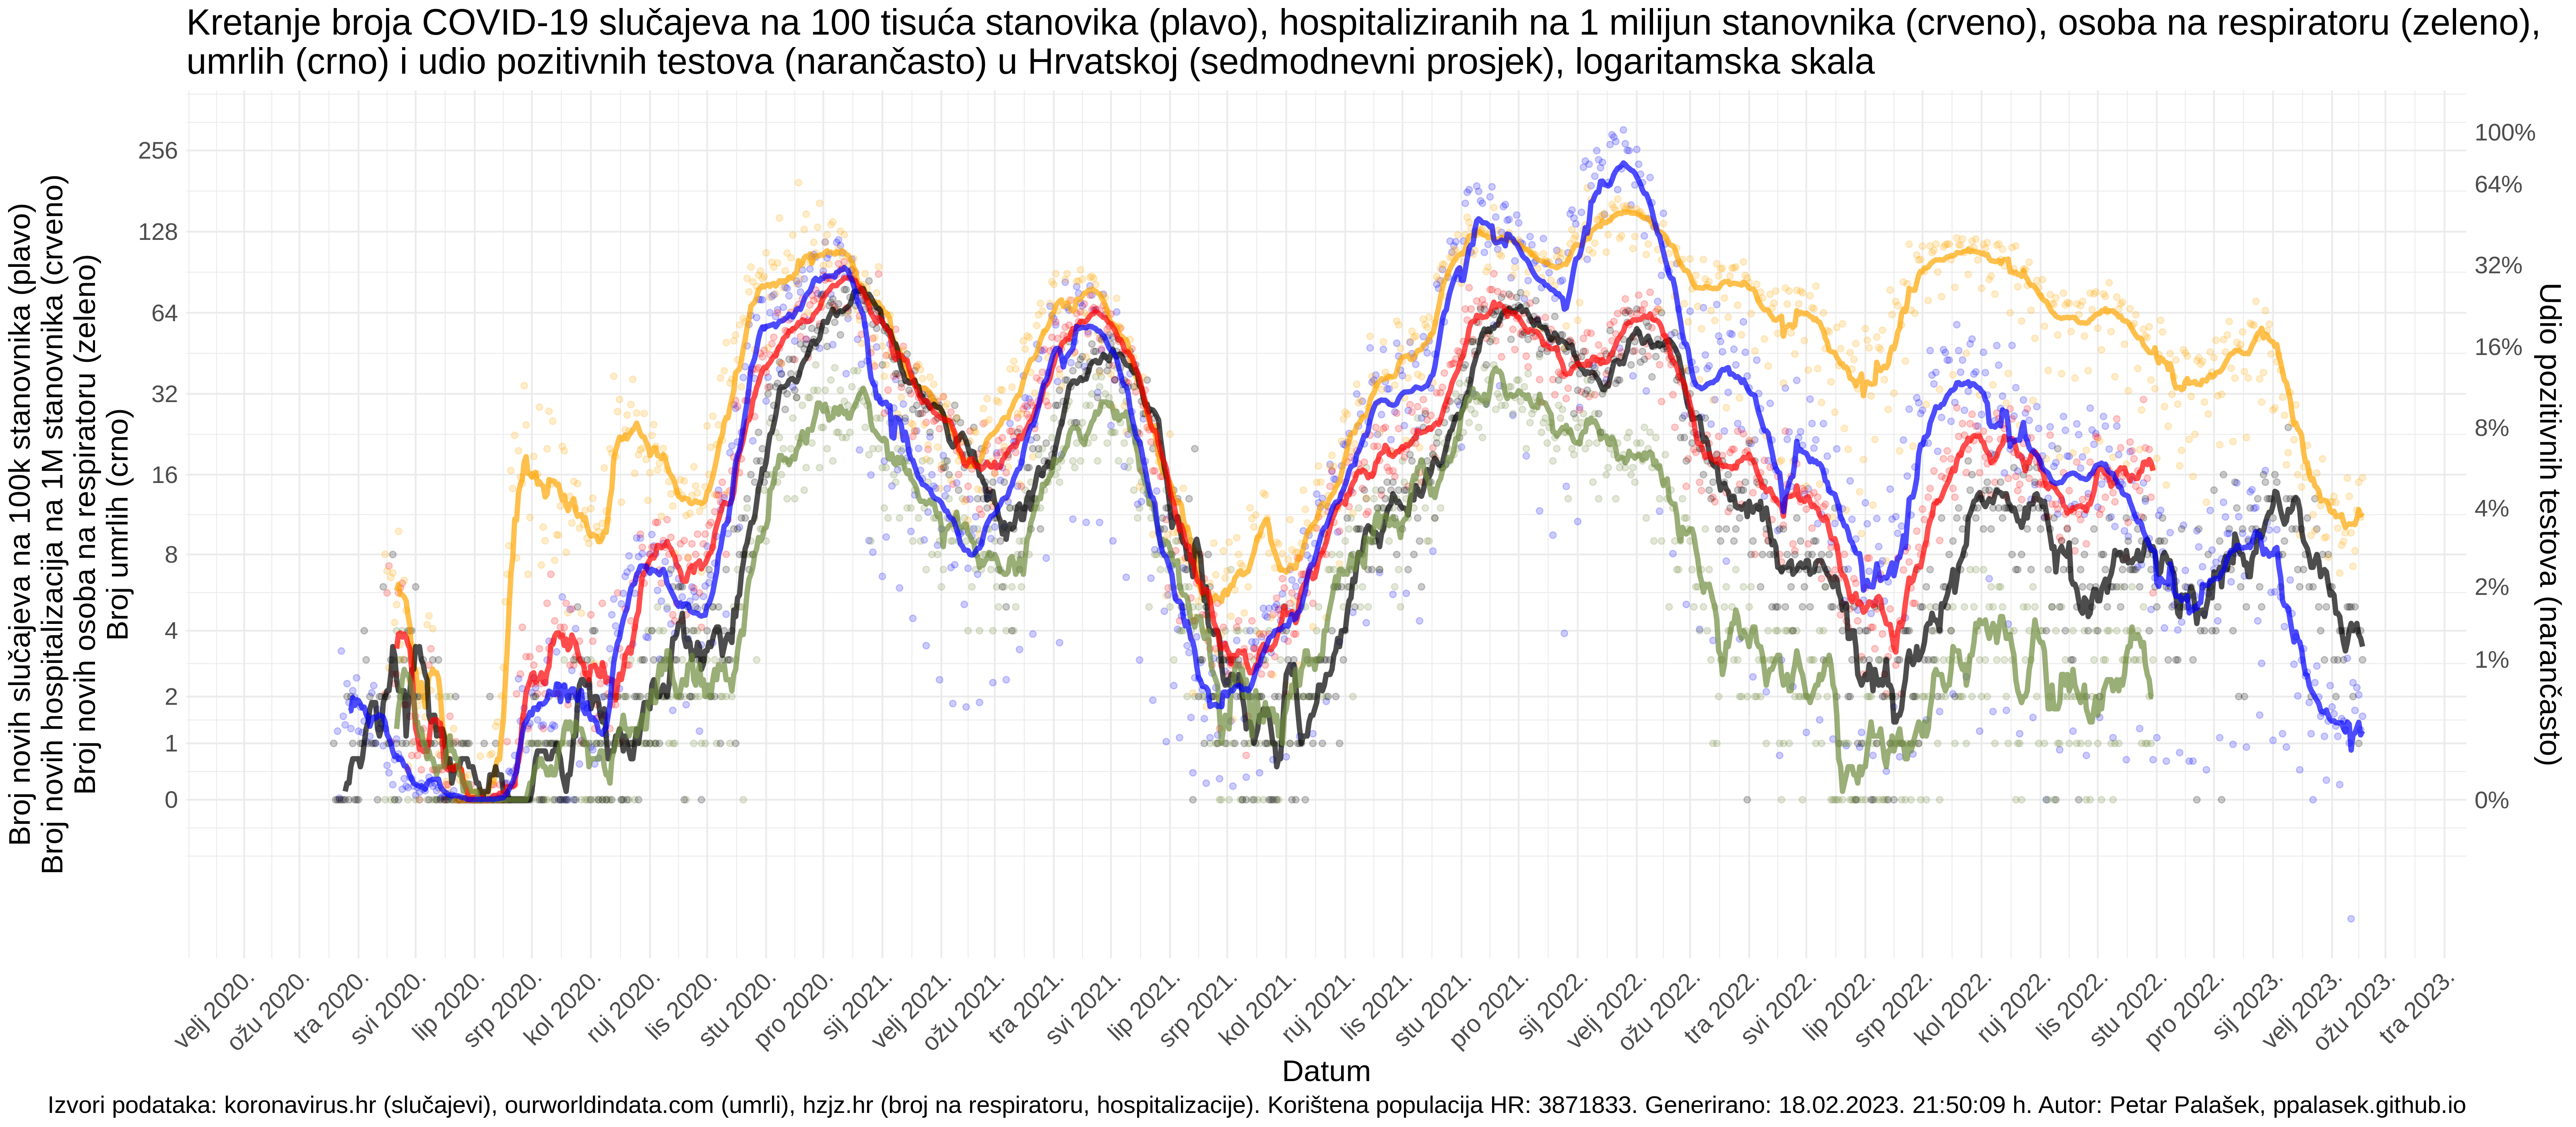 Kretanje broja COVID-19 slučajeva na 100 tisuća stanovika (plavo), hospitaliziranih na 1 milijun stanovnika (crveno), osoba na respiratoru (zeleno),
umrlih (crno) i udio pozitivnih testova (narančasto) u Hrvatskoj (sedmodnevni prosjek), logaritamska skala
Broj novih slučajeva na 100k stanovnika (plavo)
Broj novih hospitalizacija na 1M stanovnika (crveno)
Broj novih osoba na respiratoru (zeleno)
Broj umrlih (crno)
256
128
64
32
16
8
4
2
1
0
100%
64%
32%
16%
8%
4%
2%
1%
0%
Udio pozitivnih testova (narančasto)
velj 2020.
ožu 2020.
tra 2020.
svi 2020.
lip 2020.
srp 2020.
kol 2020.
ruj 2020.
lis 2020.
stu 2020.
pro 2020.
sij 2021.
velj 2021.
ožu 2021.
tra 2021.
svi 2021.
lip 2021.
srp 2021.
kol 2021.
ruj 2021.
lis 2021.
stu 2021.
pro 2021.
sij 2022.
velj 2022.
ožu 2022.
tra 2022.
svi 2022.
lip 2022.
srp 2022.
kol 2022.
ruj 2022.
lis 2022.
stu 2022.
pro 2022.
sij 2023.
velj 2023.
ožu 2023.
tra 2023.
Datum
Izvori podataka: koronavirus.hr (slučajevi), ourworldindata.com (umrli), hzjz.hr (broj na respiratoru, hospitalizacije). Korištena populacija HR: 3871833. Generirano: 18.02.2023. 21:50:09 h. Autor: Petar Palašek, ppalasek.github.io